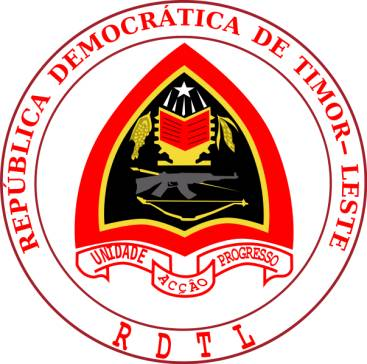 REPÚBLICA DEMOCRÁTICA DE TIMOR-LESTE
UNIDADE ACÇÃO PROGRESSO
RDTL